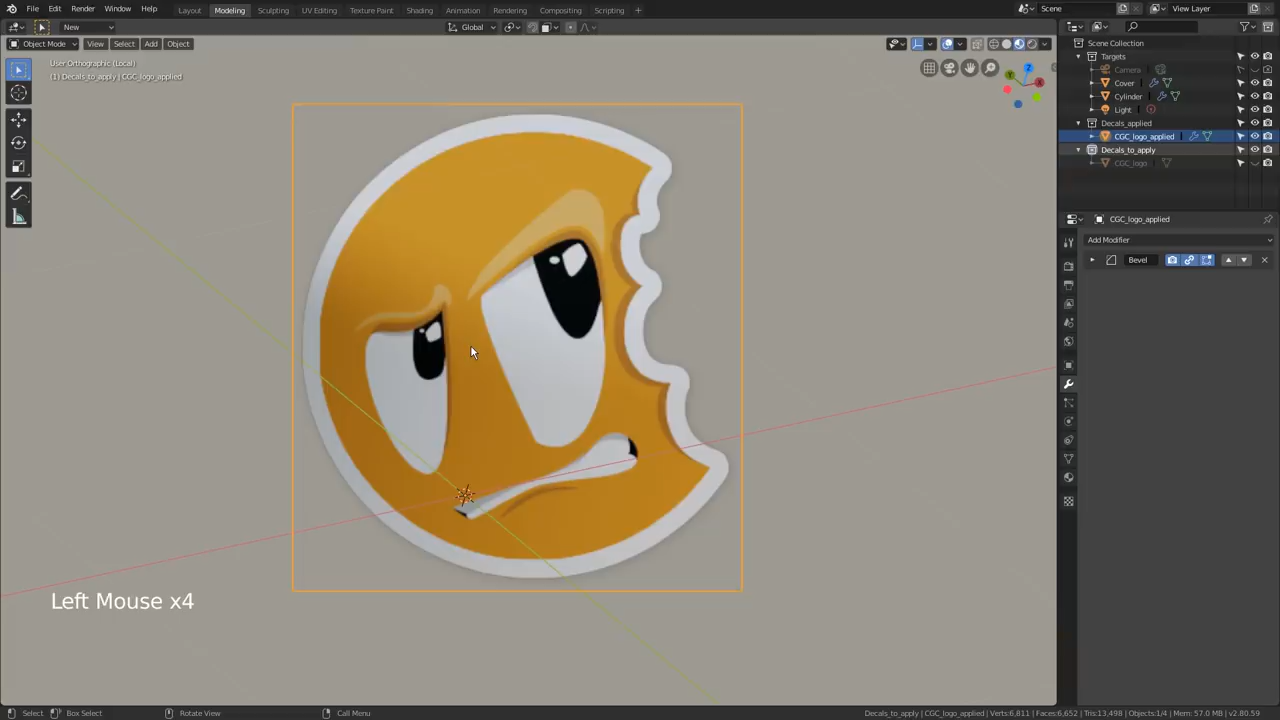 File Edit Render Window Help Layout Modeling Sculpting UV Editing Texture Paint Shading Animation Rendering Compositing Scripting + Scene View Layer
New Global
Object Mode View Select Add Object
User Orthographic (Local)
(1) Decals_to_apply | CGC_logo_applied
Z
Y
X
Scene Collection
Targets
Camera
Cover
Cylinder
Light
Decals_applied
CGC_logo_applied
Decals_to_apply
CGC_logo
CGC_logo_applied
Add Modifier
Bevel
Left Mouse x4
Select Box Select Rotate View Call Menu Decals_to_apply | CGC_logo_applied | Verts:6,811 | Faces:6,652 | Tris:13,498 | Objects:1/4 | Mem: 57.0 MB | v2.80.59